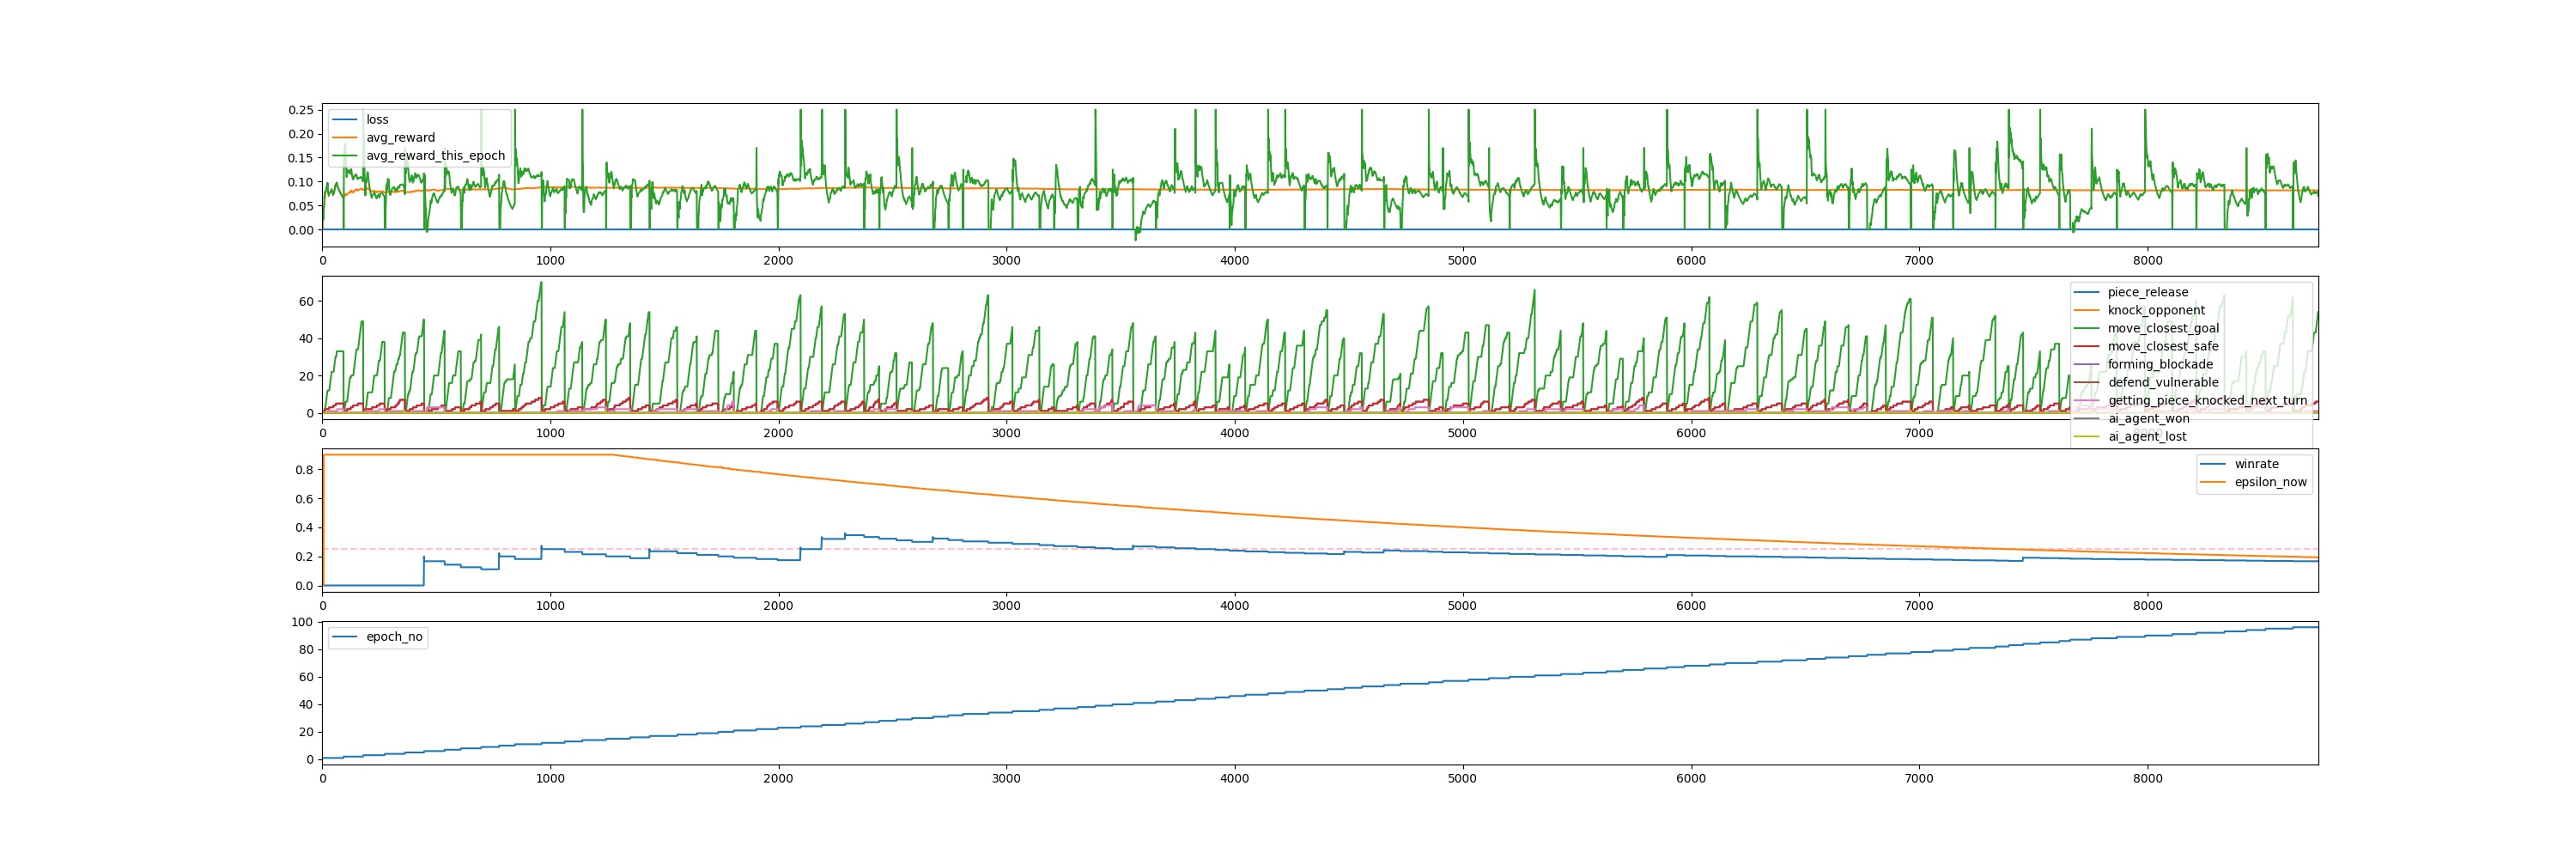 0.25
0.20
0.15
0.10
0.05
0.00
loss
avg_reward
avg_reward_this_epoch
0 1000 2000 3000 4000 5000 6000 7000 8000
60
40
20
0
piece_release
knock_opponent
move_closest_goal
move_closest_safe
forming_blockade
defend_vulnerable
getting_piece_knocked_next_turn
ai_agent_won
ai_agent_lost
0 1000 2000 3000 4000 5000 6000 7000 8000
0.8
0.6
0.4
0.2
0.0
winrate
epsilon_now
0 1000 2000 3000 4000 5000 6000 7000 8000
100
80
60
40
20
0
epoch_no
0 1000 2000 3000 4000 5000 6000 7000 8000